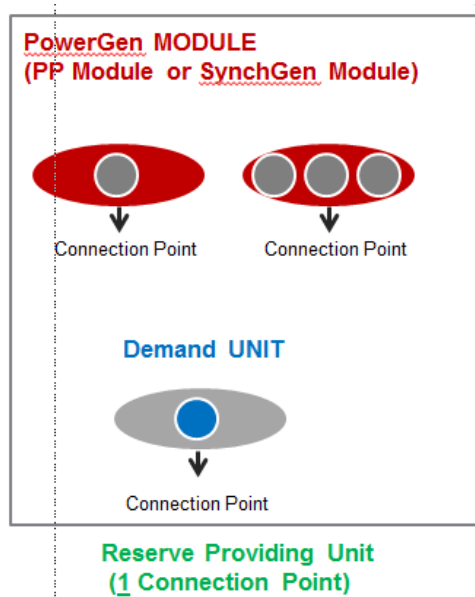 PowerGen MODULE
(PP Module or SynchGen Module)
Connection Point
Connection Point
Demand UNIT
Connection Point
Reserve Providing Unit
(1 Connection Point)